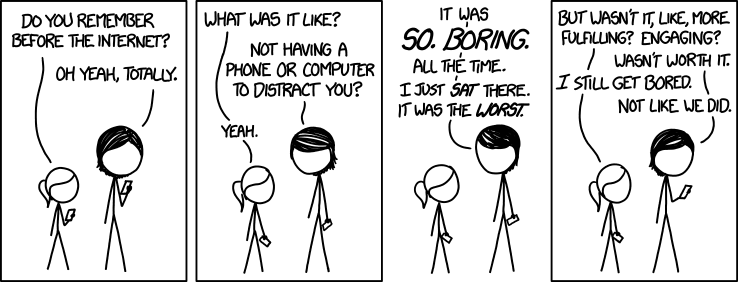 DO YOU REMEMBER
BEFORE THE INTERNET?
OH YEAH, TOTALLY.
WHAT WAS IT LIKE?
NOT HAVING A
PHONE OR COMPUTER
TO DISTRACT YOU?
YEAH.
IT WAS
SO. BORING.
ALL THE TIME.
I JUST SAT THERE.
IT WAS THE WORST.
BUT WASN'T IT, LIKE, MORE
FULFILLING? ENGAGING?
WASN'T WORTH IT.
I STILL GET BORED.
NOT LIKE WE DID.